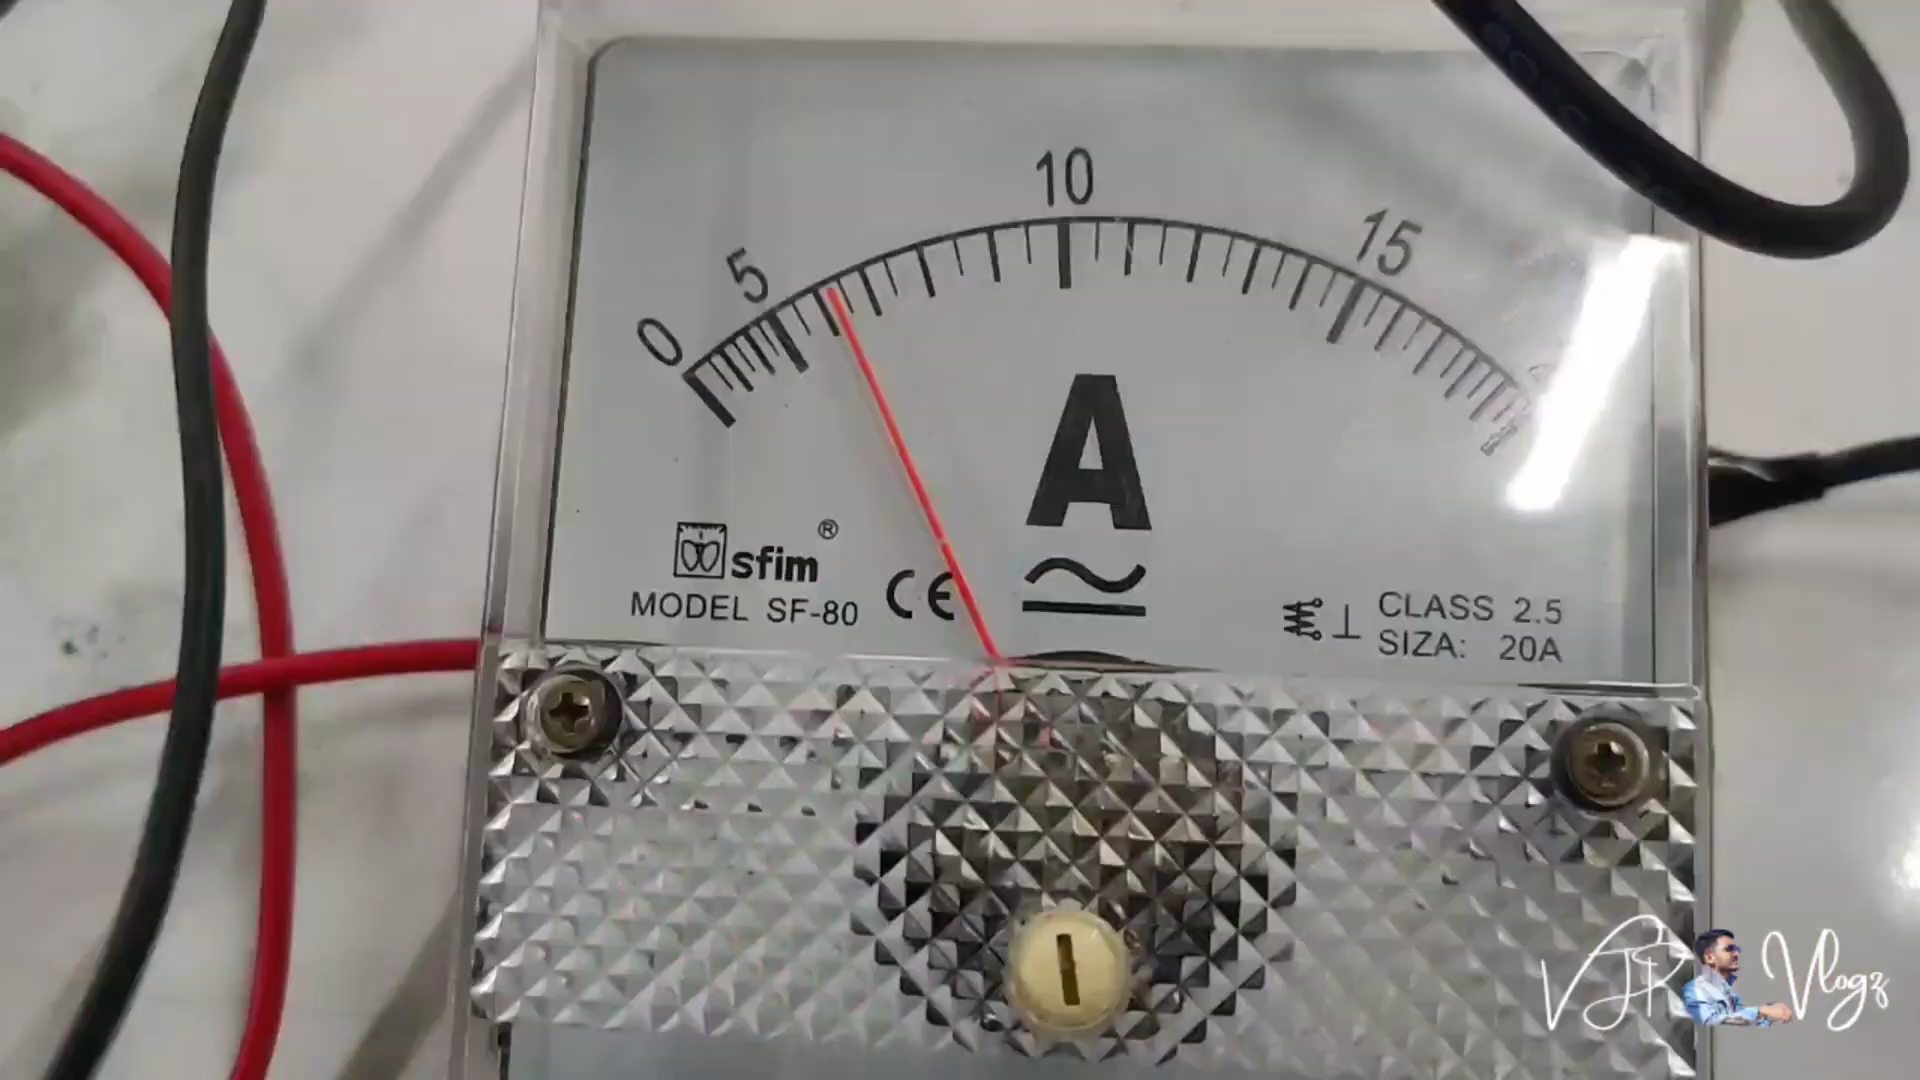 0
5
10
15
A
sfim ®
MODEL SF-80
CE
CLASS 2.5
SIZA: 20A
VJR Vlogz